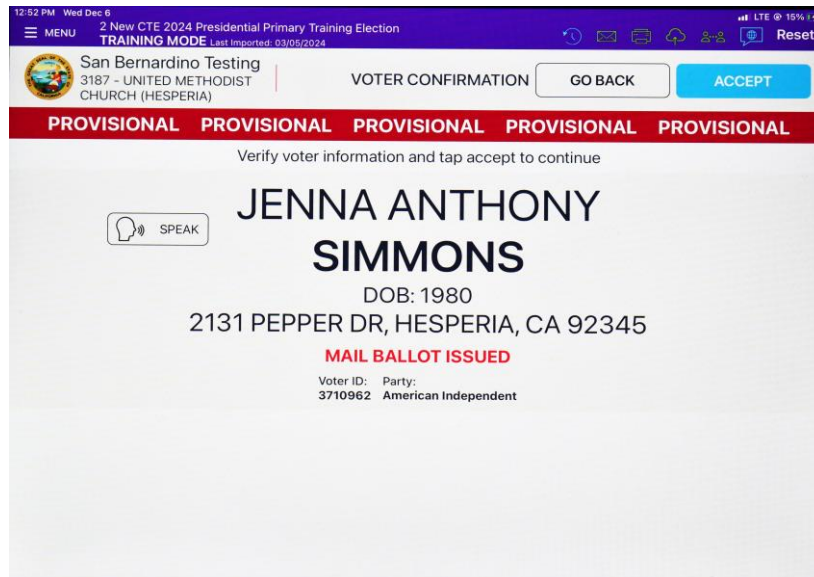 12:52 PM Wed Dec 6
LTE 15%
MENU
2 New CTE 2024 Presidential Primary Training Election
TRAINING MODE Last Imported: 03/05/2024
Reset
San Bernardino Testing
3187 - UNITED METHODIST
CHURCH (HESPERIA)
VOTER CONFIRMATION
GO BACK
ACCEPT
PROVISIONAL PROVISIONAL PROVISIONAL PROVISIONAL PROVISIONAL
Verify voter information and tap accept to continue
SPEAK
JENNA ANTHONY
SIMMONS
DOB: 1980
2131 PEPPER DR, HESPERIA, CA 92345
MAIL BALLOT ISSUED
Voter ID: Party:
3710962 American Independent